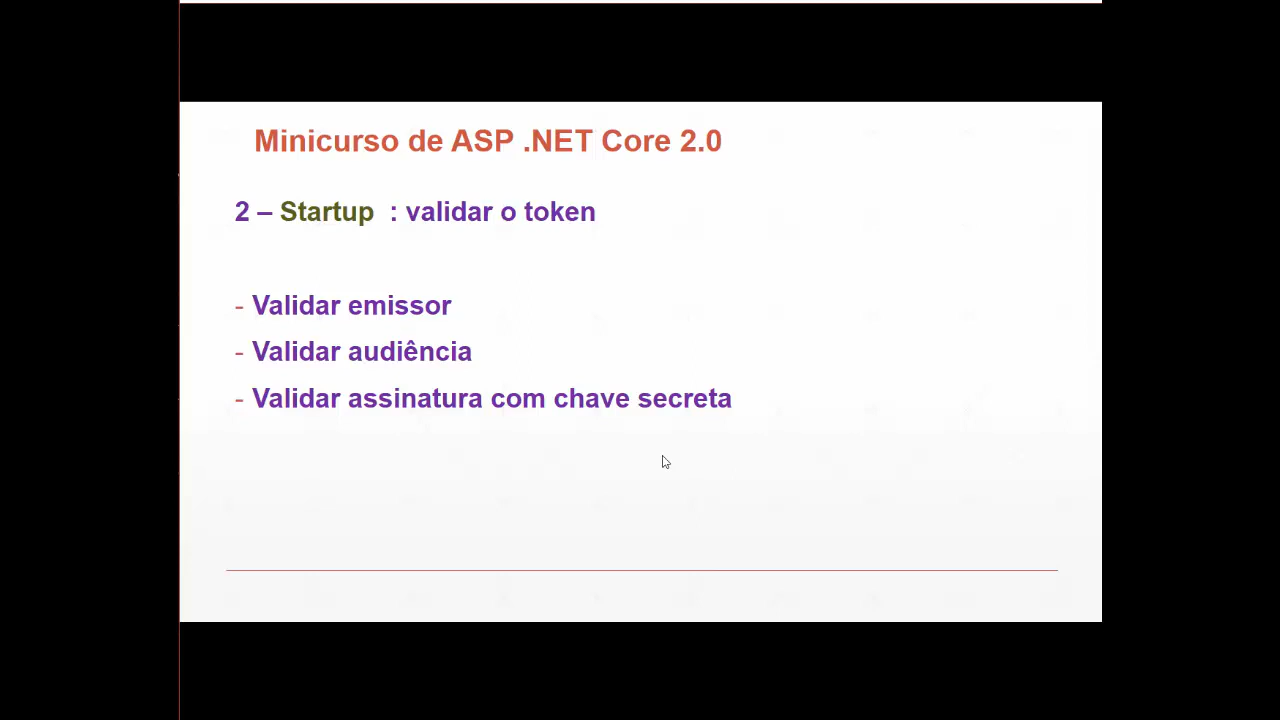 Minicurso de ASP .NET Core 2.0
2 – Startup : validar o token
- Validar emissor
- Validar audiência
- Validar assinatura com chave secreta